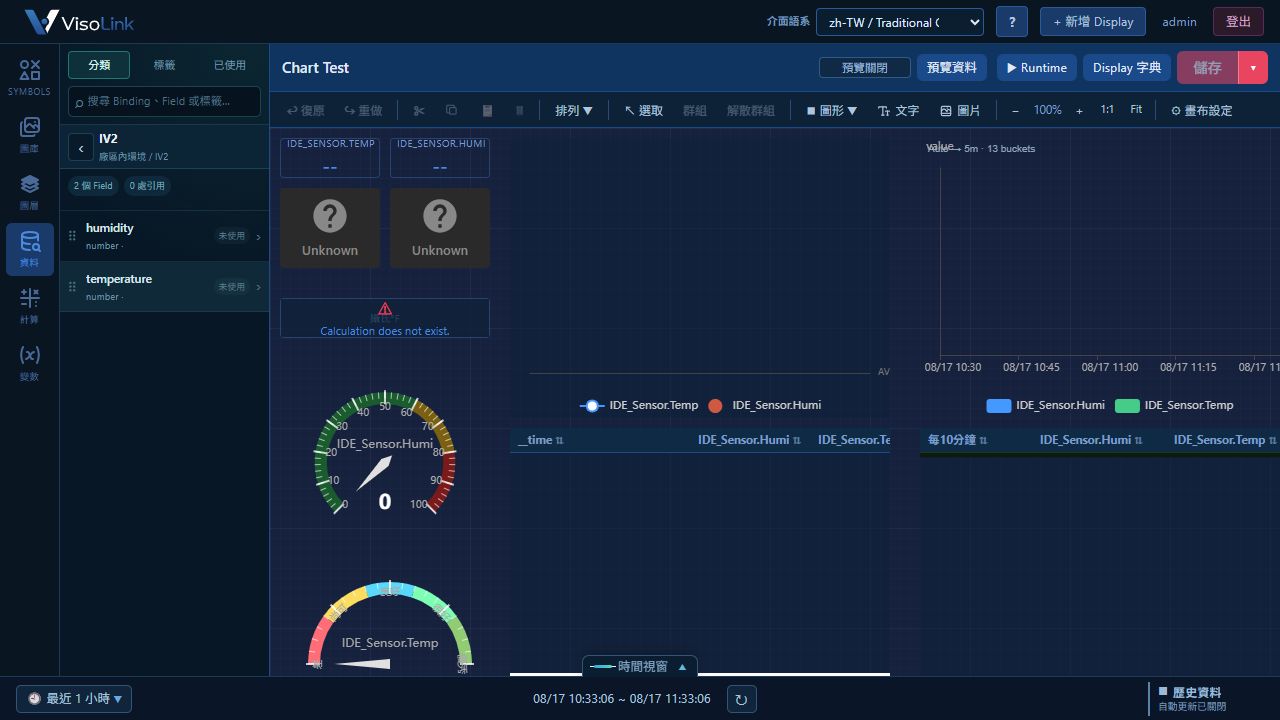 VisoLink
介面語系
zh-TW / Traditional (
?
+ 新增 Display
admin
登出
SYMBOLS
圖庫
圖層
資料
計算
變數
分類
標籤
已使用
搜尋 Binding、Field 或標籤...
IV2
廠區內環境 / IV2
2 個 Field
0 處引用
humidity
number ·
未使用
temperature
number ·
未使用
Chart Test
預覽關閉
預覽資料
▶ Runtime
Display 字典
儲存
↩ 復原
↪ 重做
排列 ▼
↖ 選取
群組
解散群組
■ 圖形 ▼
文字
圖片
−
100%
+
1:1
Fit
⚙ 畫布設定
IDE_SENSOR.TEMP
--
IDE_SENSOR.HUMI
--
Unknown
Unknown
Calculation does not exist.
0
10
20
30
40
50
60
70
80
90
100
IDE_Sensor.Humi
0
IDE_Sensor.Temp
AV
IDE_Sensor.Temp
IDE_Sensor.Humi
value
Auto → 5m · 13 buckets
08/17 10:30
08/17 10:45
08/17 11:00
08/17 11:15
08/17 11
IDE_Sensor.Humi
IDE_Sensor.Temp
__time
IDE_Sensor.Humi
IDE_Sensor.Te
每10分鐘
IDE_Sensor.Humi
IDE_Sensor.Temp
時間視窗 ▲
最近 1 小時 ▼
08/17 10:33:06 ~ 08/17 11:33:06
↻
■ 歷史資料
自動更新已關閉